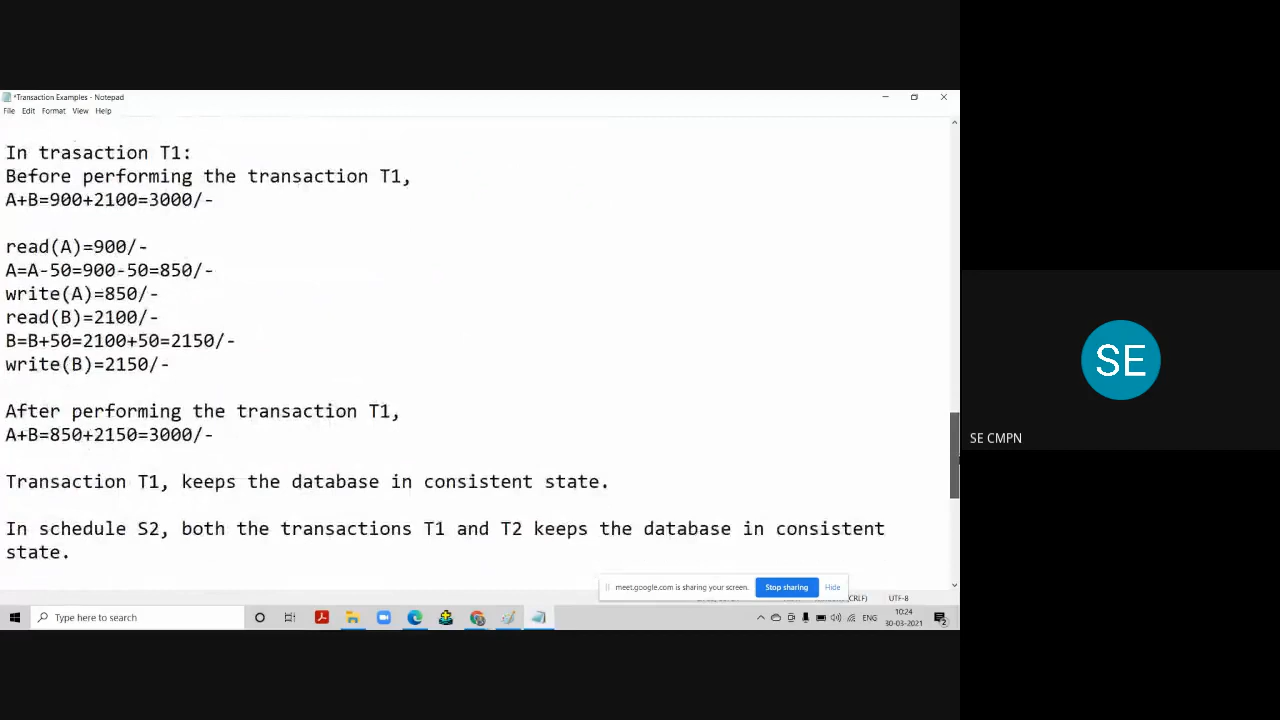 *Transaction Examples - Notepad
File Edit Format View Help
In trasaction T1:
Before performing the transaction T1,
A+B=900+2100=3000/-
read(A)=900/-
A=A-50=900-50=850/-
write(A)=850/-
read(B)=2100/-
B=B+50=2100+50=2150/-
write(B)=2150/-
After performing the transaction T1,
A+B=850+2150=3000/-
Transaction T1, keeps the database in consistent state.
In schedule S2, both the transactions T1 and T2 keeps the database in consistent
state.
meet.google.com is sharing your screen. Stop sharing Hide
(CRLF) UTF-8
Type here to search
ENG
10:24
30-03-2021
2
SE
SE CMPN